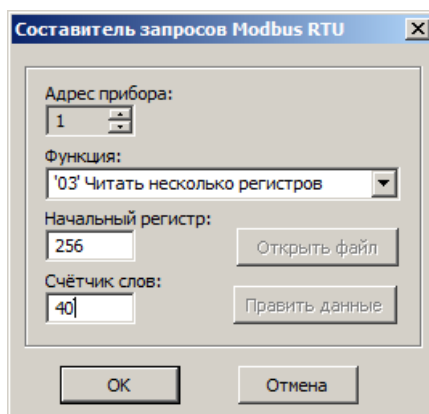 Составитель запросов Modbus RTU
Адрес прибора:
1
Функция:
'03' Читать несколько регистров
Начальный регистр:
256
Открыть файл
Счётчик слов:
40
Править данные
OK
Отмена